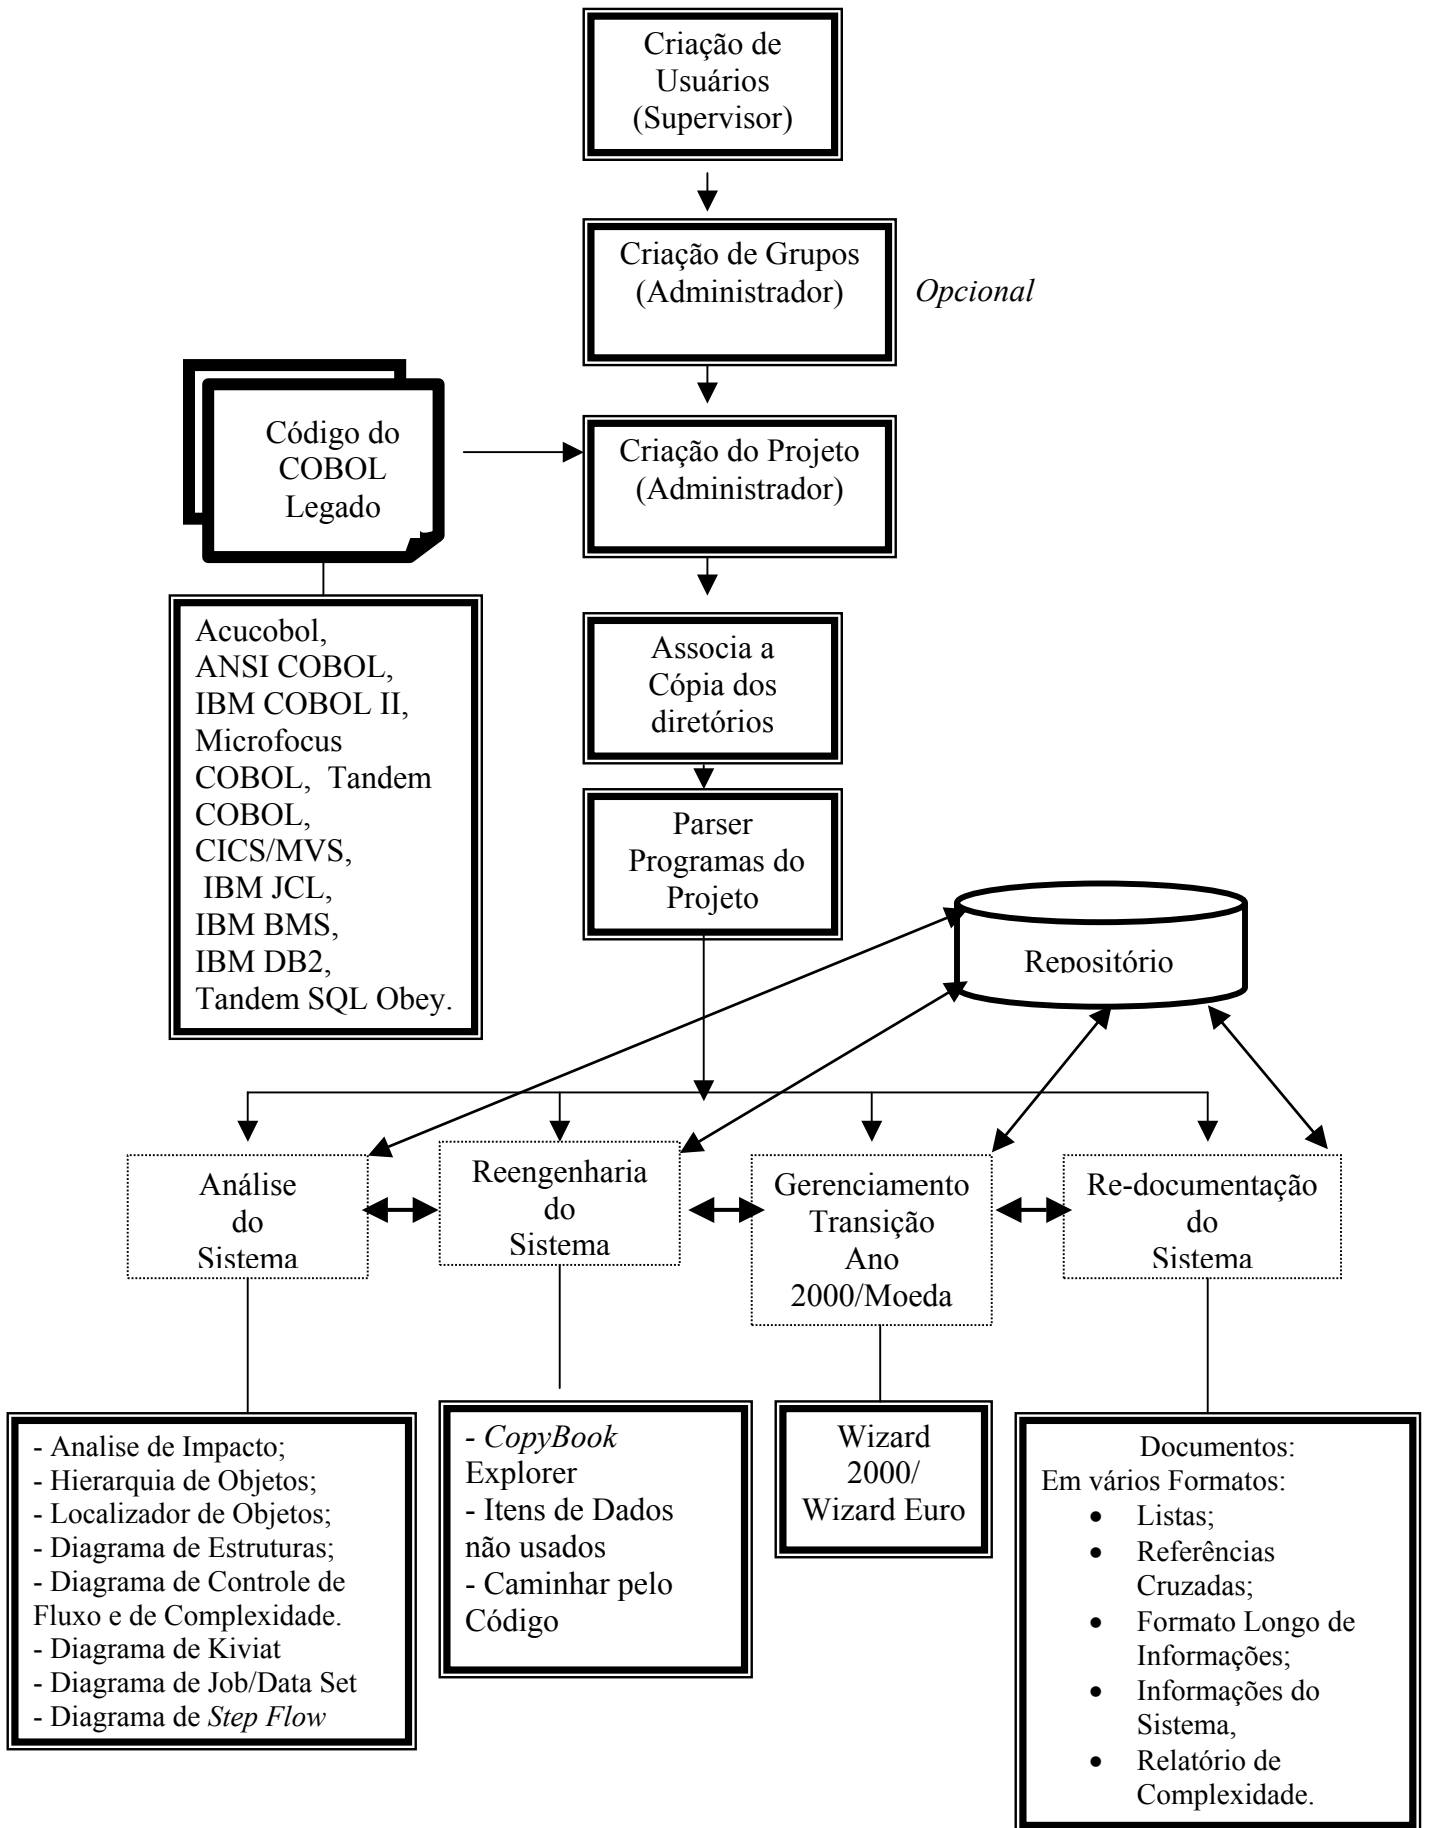 Criação de
Usuários
(Supervisor)
Criação de Grupos
(Administrador)
Opcional
Código do
COBOL
Legado
Criação do Projeto
(Administrador)
Acucobol,
ANSI COBOL,
IBM COBOL II,
Microfocus
COBOL, Tandem
COBOL,
CICS/MVS,
IBM JCL,
IBM BMS,
IBM DB2,
Tandem SQL Obey.
Associa a
Cópia dos
diretórios
Parser
Programas do
Projeto
Repositório
Análise
do
Sistema
Reengenharia
do
Sistema
Gerenciamento
Transição
Ano
2000/Moeda
Re-documentação
do
Sistema
- Analise de Impacto;
- Hierarquia de Objetos;
- Localizador de Objetos;
- Diagrama de Estruturas;
- Diagrama de Controle de
Fluxo e de Complexidade.
- Diagrama de Kiviat
- Diagrama de Job/Data Set
- Diagrama de Step Flow
- CopyBook
Explorer
- Itens de Dados
não usados
- Caminhar pelo
Código
Wizard
2000/
Wizard Euro
Documentos:
Em vários Formatos:
• Listas;
• Referências
Cruzadas;
• Formato Longo de
Informações;
• Informações do
Sistema,
• Relatório de
Complexidade.